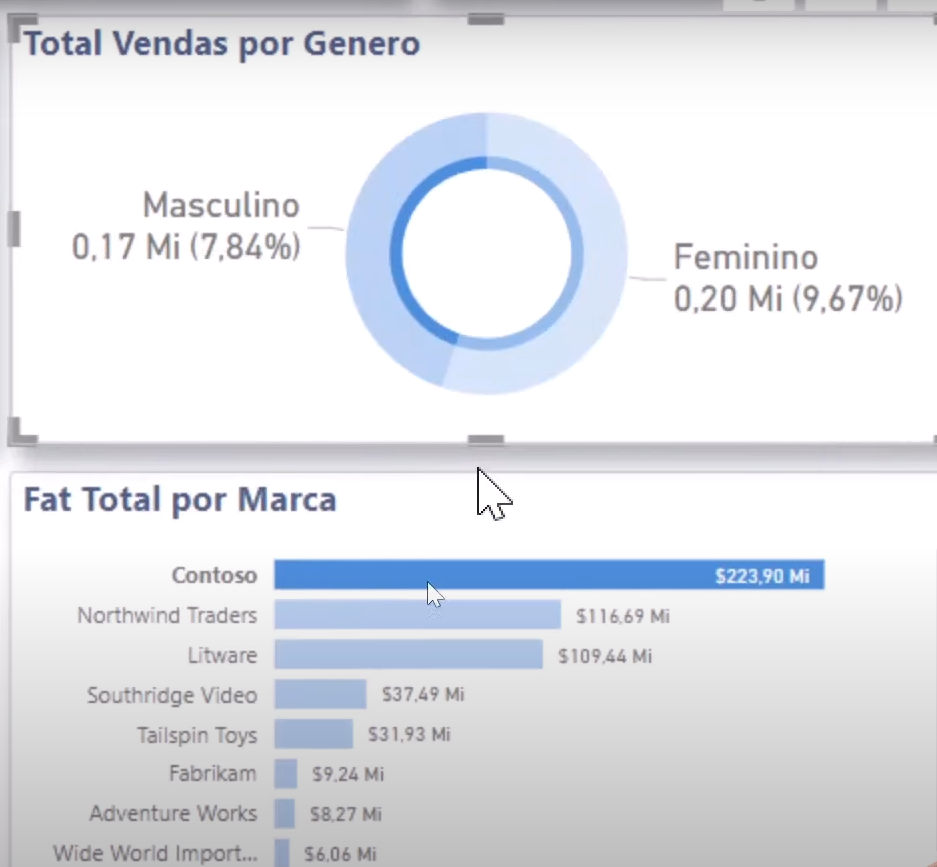 Total Vendas por Genero
Masculino
0,17 Mi (7,84%)
Feminino
0,20 Mi (9,67%)
Fat Total por Marca
Contoso $223,90 Mi
Northwind Traders $116,69 Mi
Litware $109,44 Mi
Southridge Video $37,49 Mi
Tailspin Toys $31,93 Mi
Fabrikam $9,24 Mi
Adventure Works $8,27 Mi
Wide World Import... $6,06 Mi